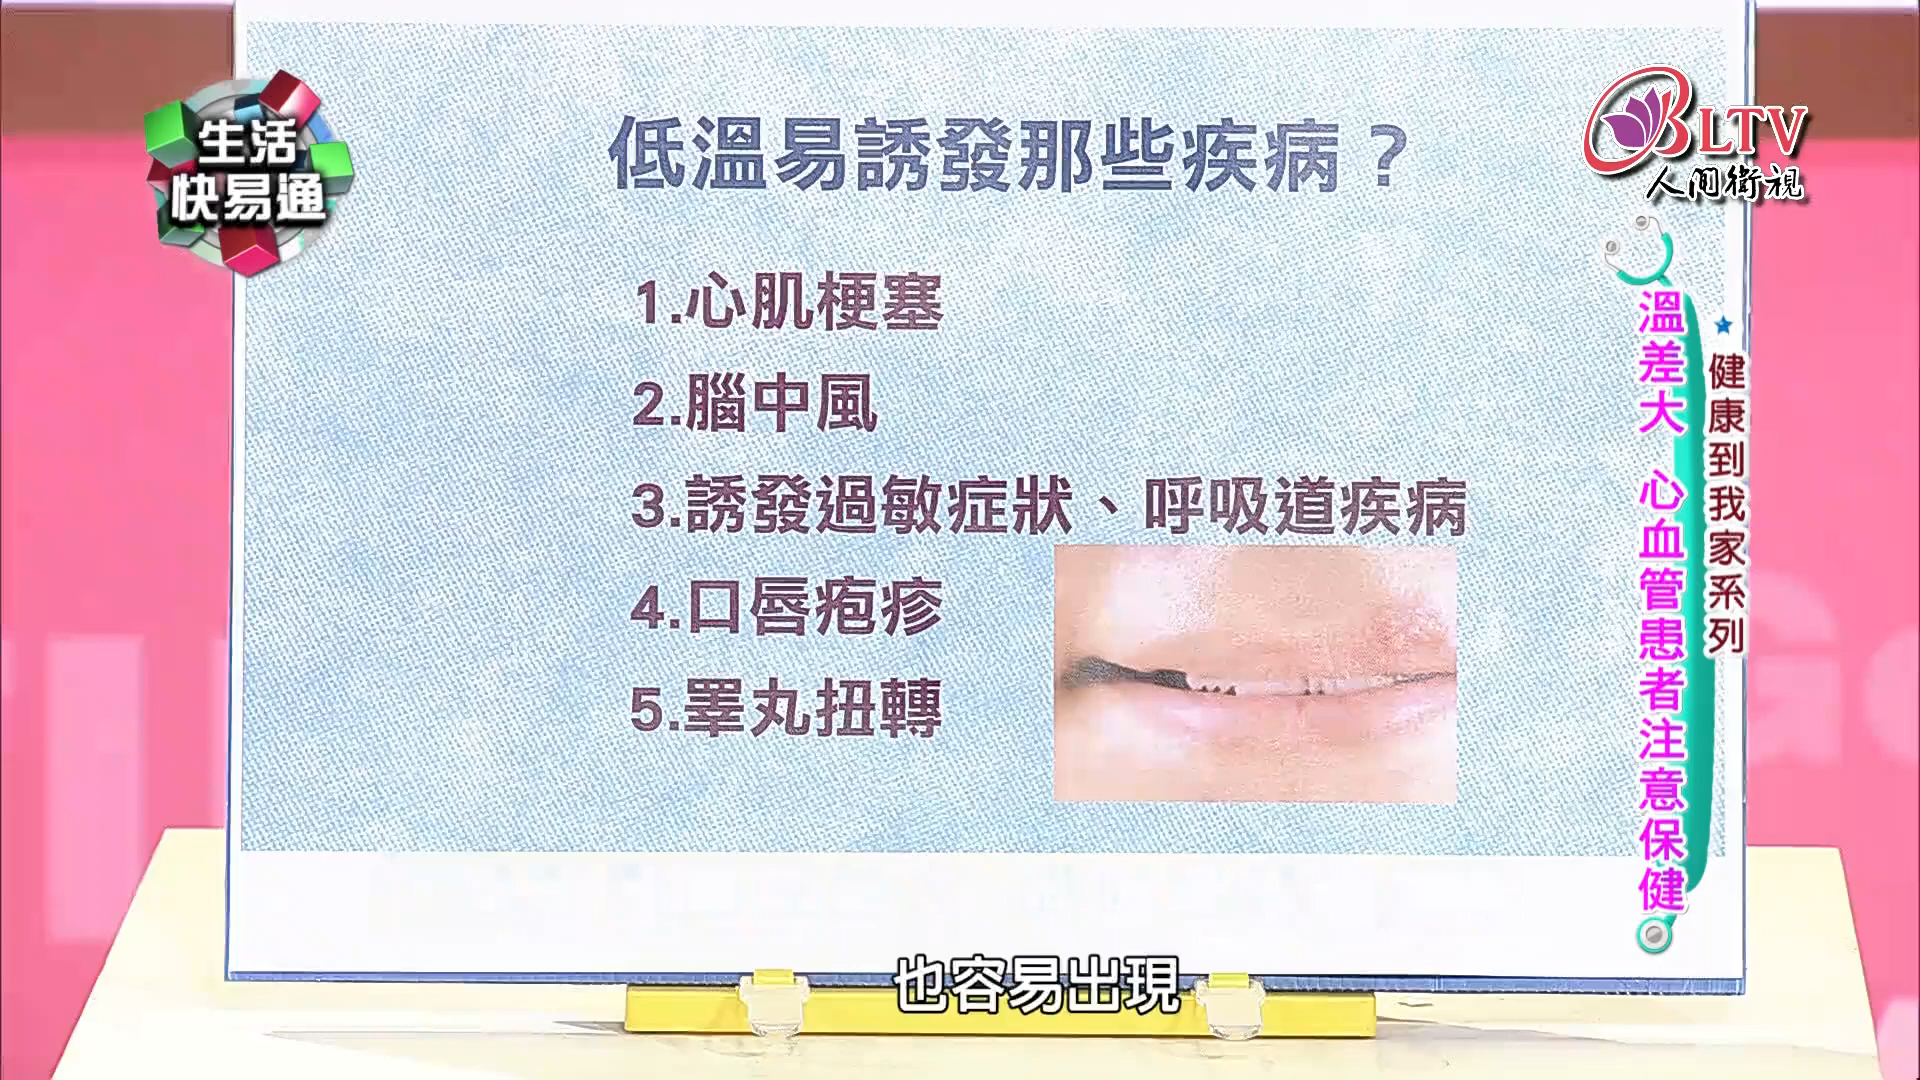 生活
快易通
BLTV
人間衛視
低溫易誘發那些疾病？
1.心肌梗塞
2.腦中風
3.誘發過敏症狀、呼吸道疾病
4.口唇疱疹
5.睪丸扭轉
健康到我家系列
溫差大 心血管患者注意保健
也容易出現